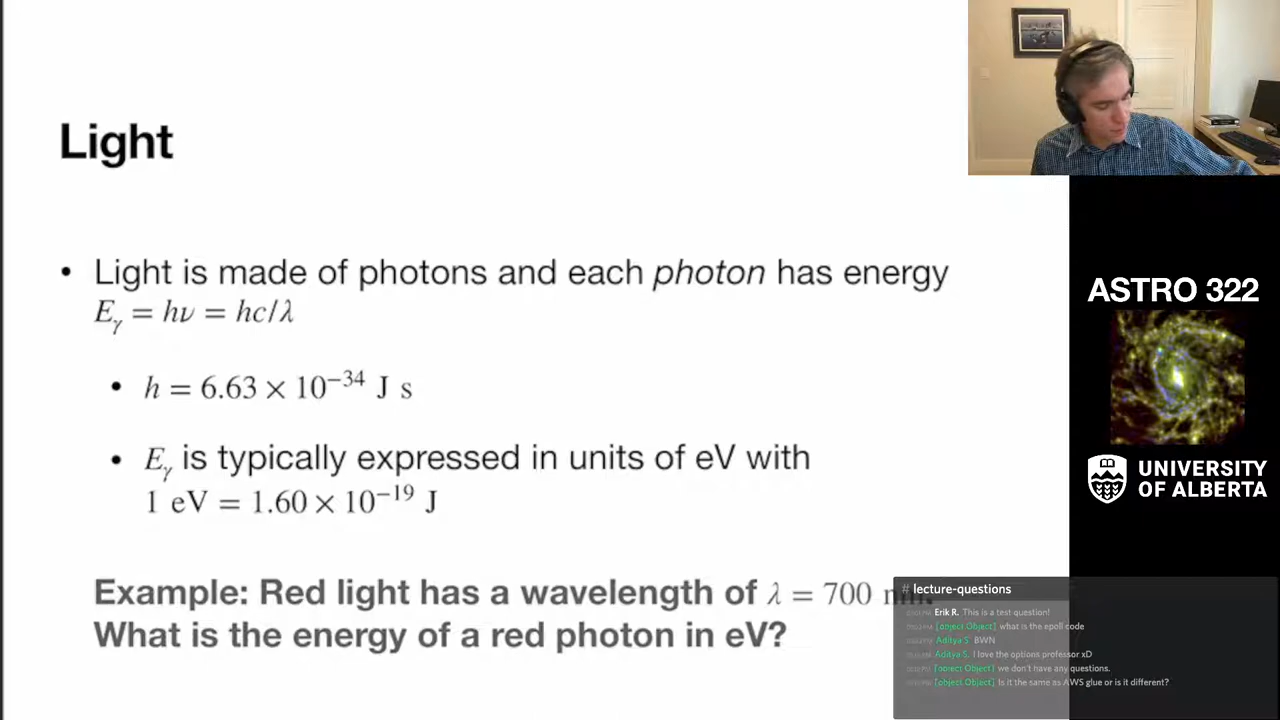 Light
• Light is made of photons and each photon has energy
Eγ = hν = hc/λ
• h = 6.63 × 10⁻³⁴ J s
• Eγ is typically expressed in units of eV with
1 eV = 1.60 × 10⁻¹⁹ J
Example: Red light has a wavelength of λ = 700 nm.
What is the energy of a red photon in eV?
ASTRO 322
UNIVERSITY
OF ALBERTA
# lecture-questions
Erik R. This is a test question!
[object Object] what is the epoll code
Aditya S. BWN
Aditya S. I love the options professor xD
[object Object] we don't have any questions.
[object Object] Is it the same as AWS glue or is it different?